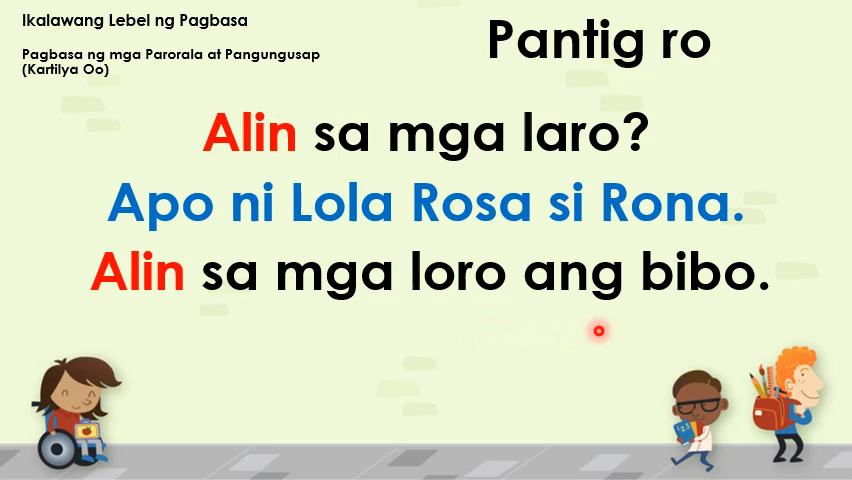 Ikalawang Lebel ng Pagbasa
Pantig ro
Pagbasa ng mga Parorala at Pangungusap
(Kartilya Oo)
Alin sa mga laro?
Apo ni Lola Rosa si Rona.
Alin sa mga loro ang bibo.